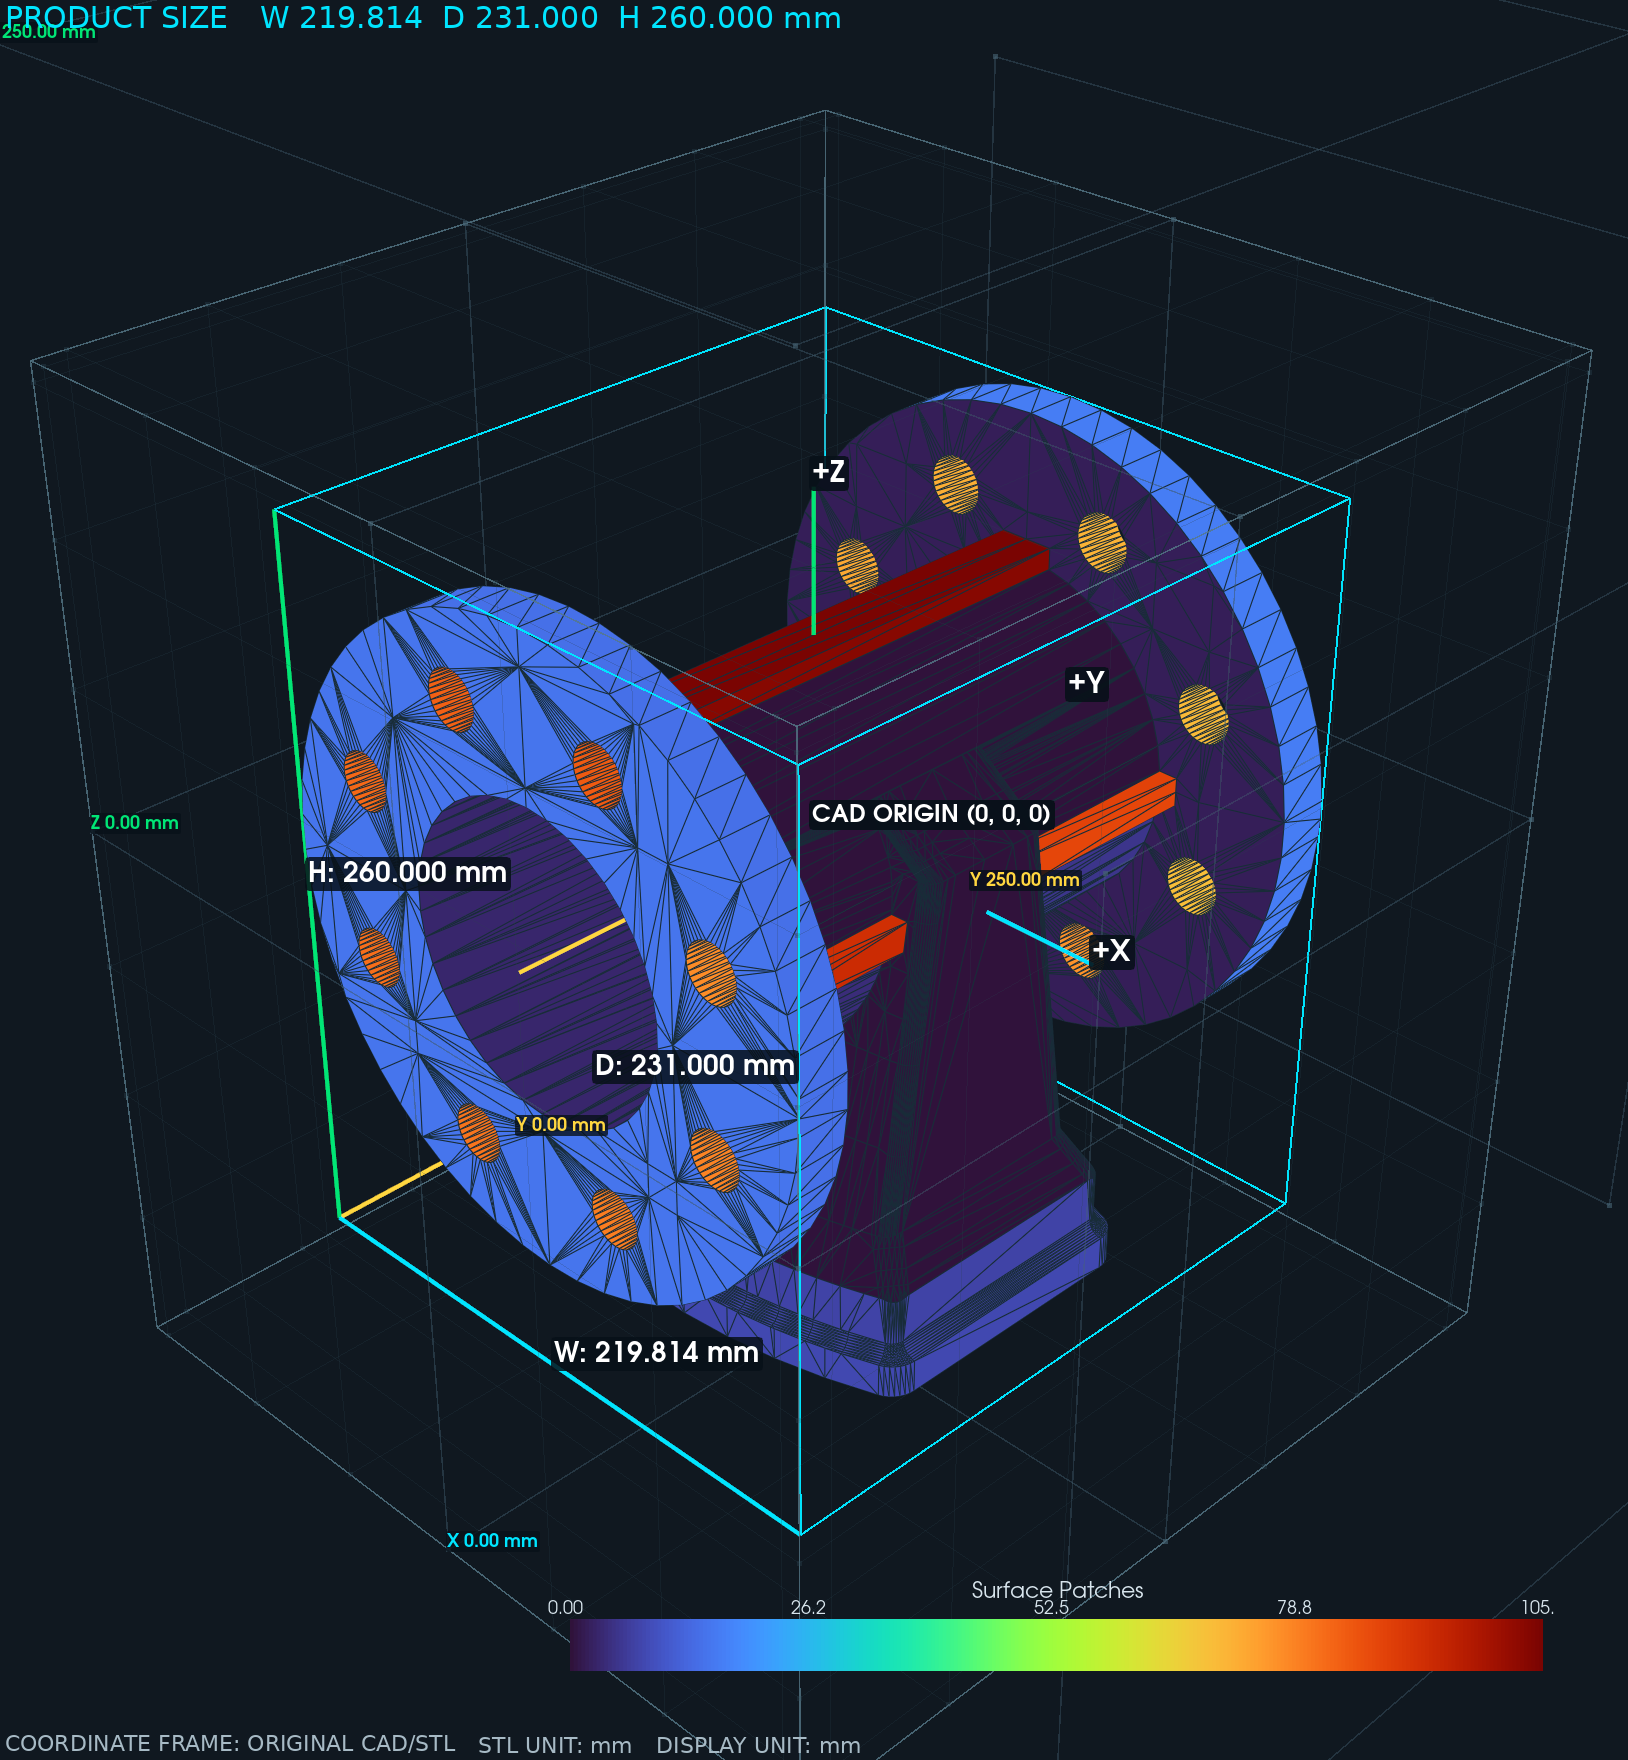 PRODUCT SIZE W 219.814 D 231.000 H 260.000 mm
250.00 mm
+Z
+Y
CAD ORIGIN (0, 0, 0)
Z 0.00 mm
H: 260.000 mm
Y 250.00 mm
+X
D: 231.000 mm
Y 0.00 mm
W: 219.814 mm
X 0.00 mm
Surface Patches
0.00 26.2 52.5 78.8 105.
COORDINATE FRAME: ORIGINAL CAD/STL STL UNIT: mm DISPLAY UNIT: mm